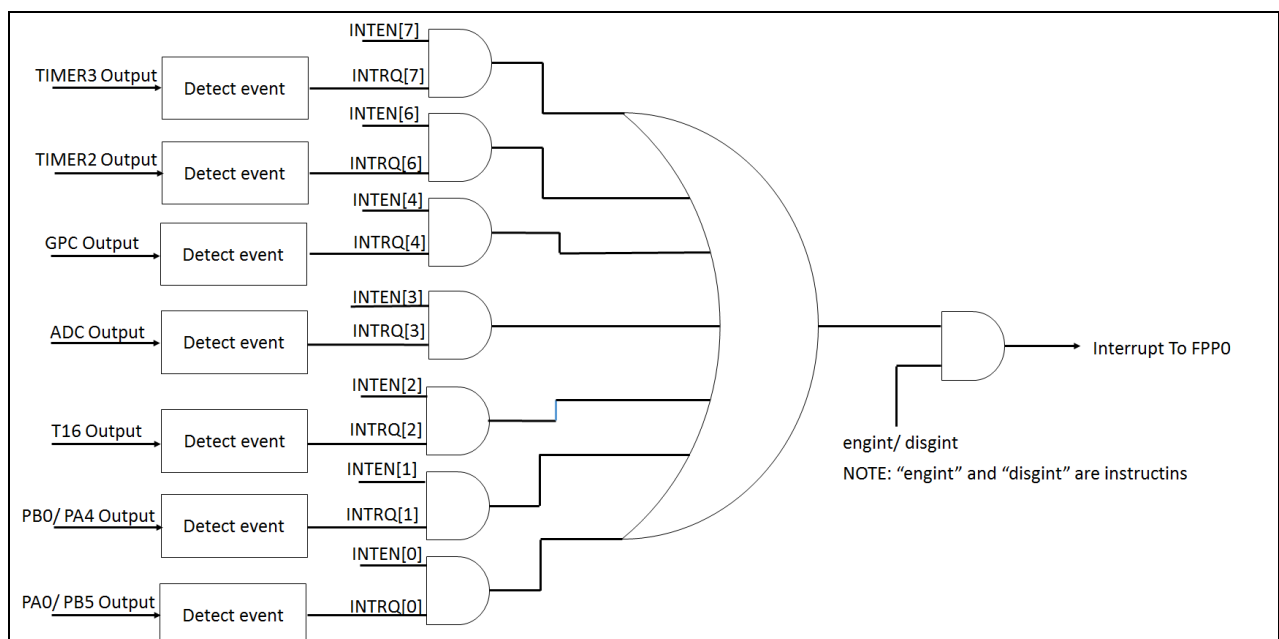 INTEN[7]
TIMER3 Output
Detect event
INTRQ[7]
INTEN[6]
TIMER2 Output
Detect event
INTRQ[6]
INTEN[4]
GPC Output
Detect event
INTRQ[4]
INTEN[3]
ADC Output
Detect event
INTRQ[3]
Interrupt To FPP0
INTEN[2]
T16 Output
Detect event
INTRQ[2]
engint/ disgint
NOTE: “engint” and “disgint” are instructins
INTEN[1]
PB0/ PA4 Output
Detect event
INTRQ[1]
INTEN[0]
PA0/ PB5 Output
Detect event
INTRQ[0]